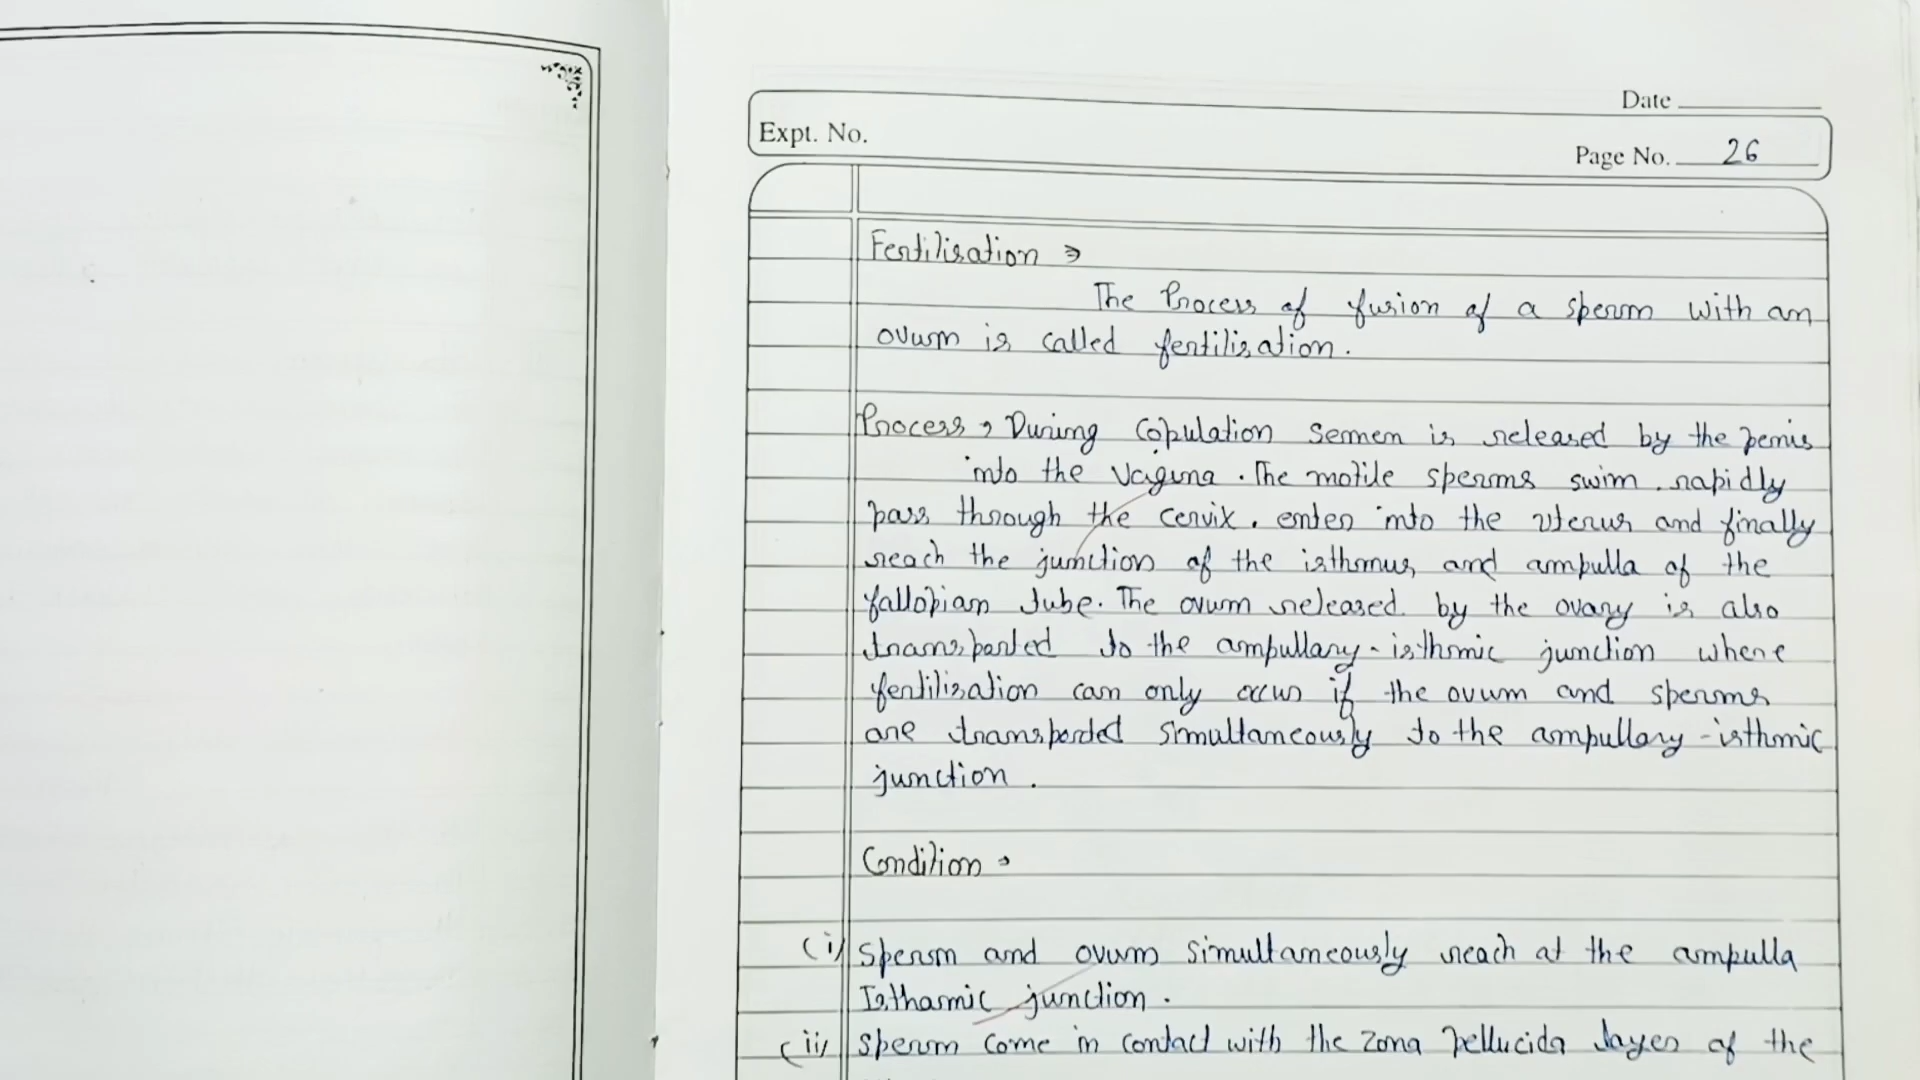 Date
Expt. No.
Page No. 26
Fertilisation ⇒
The Process of fusion of a sperm with an
ovum is called fertilisation.
Process → During Copulation Semen is released by the penis
into the Vagina. The motile sperms swim rapidly
pass through the cervix. enter into the uterus and finally
reach the junction of the isthmus and ampulla of the
fallopian tube. The ovum released by the ovary is also
transported to the ampullary-isthmic junction where
fertilisation can only occur if the ovum and sperms
are transported Simultaneously to the ampullary-isthmic
junction.
Condition →
(i) Sperm and ovum Simultaneously reach at the ampulla
Isthamic junction.
(ii) Sperm Come in Contact with the Zona Pellucida layer of the